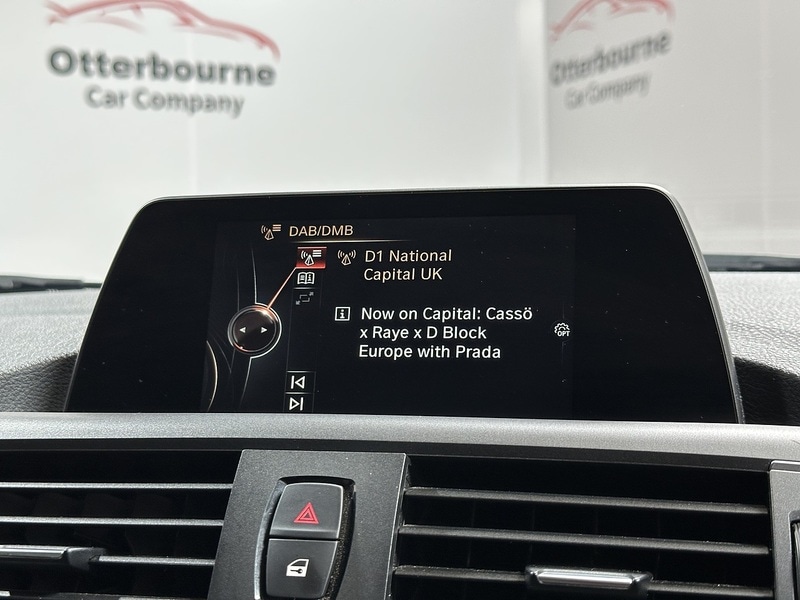 Otterbourne
Car Company
Otterbourne
Car Company
DAB/DMB
D1 National
Capital UK
Now on Capital: Cassö
x Raye x D Block
Europe with Prada
OPT